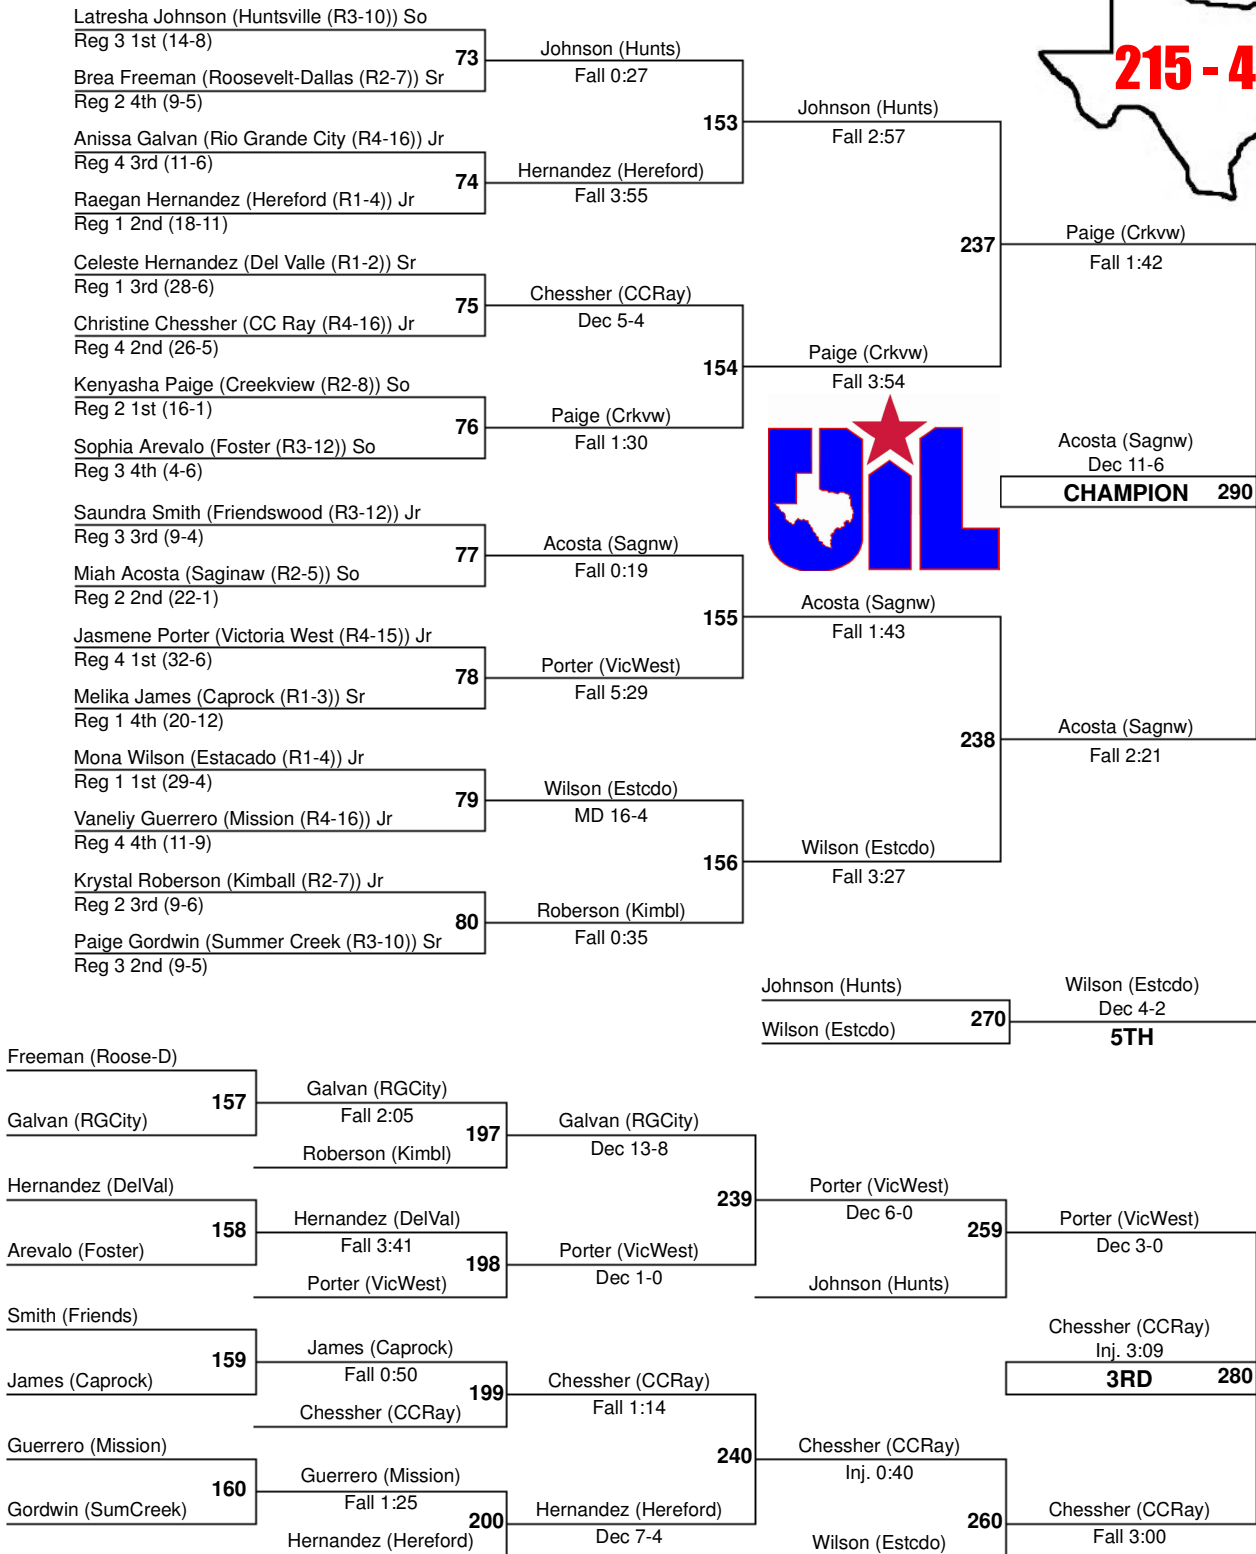 215 - 4
Latresha Johnson (Huntsville (R3-10)) So
Reg 3 1st (14-8)
73
Brea Freeman (Roosevelt-Dallas (R2-7)) Sr
Reg 2 4th (9-5)
Johnson (Hunts)
Fall 0:27
Anissa Galvan (Rio Grande City (R4-16)) Jr
Reg 4 3rd (11-6)
74
Raegan Hernandez (Hereford (R1-4)) Jr
Reg 1 2nd (18-11)
Hernandez (Hereford)
Fall 3:55
153
Johnson (Hunts)
Fall 2:57
Celeste Hernandez (Del Valle (R1-2)) Sr
Reg 1 3rd (28-6)
75
Christine Chessher (CC Ray (R4-16)) Jr
Reg 4 2nd (26-5)
Chessher (CCRay)
Dec 5-4
Kenyasha Paige (Creekview (R2-8)) So
Reg 2 1st (16-1)
76
Sophia Arevalo (Foster (R3-12)) So
Reg 3 4th (4-6)
Paige (Crkvw)
Fall 1:30
154
Paige (Crkvw)
Fall 3:54
237
Paige (Crkvw)
Fall 1:42
UIL
Acosta (Sagnw)
Dec 11-6
CHAMPION 290
Saundra Smith (Friendswood (R3-12)) Jr
Reg 3 3rd (9-4)
77
Miah Acosta (Saginaw (R2-5)) So
Reg 2 2nd (22-1)
Acosta (Sagnw)
Fall 0:19
Jasmene Porter (Victoria West (R4-15)) Jr
Reg 4 1st (32-6)
78
Melika James (Caprock (R1-3)) Sr
Reg 1 4th (20-12)
Porter (VicWest)
Fall 5:29
155
Acosta (Sagnw)
Fall 1:43
Mona Wilson (Estacado (R1-4)) Jr
Reg 1 1st (29-4)
79
Vaneliy Guerrero (Mission (R4-16)) Jr
Reg 4 4th (11-9)
Wilson (Estcdo)
MD 16-4
Krystal Roberson (Kimball (R2-7)) Jr
Reg 2 3rd (9-6)
80
Paige Gordwin (Summer Creek (R3-10)) Sr
Reg 3 2nd (9-5)
Roberson (Kimbl)
Fall 0:35
156
Wilson (Estcdo)
Fall 3:27
238
Acosta (Sagnw)
Fall 2:21
Johnson (Hunts)
270
Wilson (Estcdo)
Wilson (Estcdo)
Dec 4-2
5TH
Freeman (Roose-D)
157
Galvan (RGCity)
Galvan (RGCity)
Fall 2:05
197
Roberson (Kimbl)
Galvan (RGCity)
Dec 13-8
Hernandez (DelVal)
158
Arevalo (Foster)
Hernandez (DelVal)
Fall 3:41
198
Porter (VicWest)
Porter (VicWest)
Dec 1-0
239
Porter (VicWest)
Dec 6-0
259
Johnson (Hunts)
Porter (VicWest)
Dec 3-0
Smith (Friends)
159
James (Caprock)
James (Caprock)
Fall 0:50
199
Chessher (CCRay)
Chessher (CCRay)
Fall 1:14
Chessher (CCRay)
Inj. 3:09
3RD 280
Guerrero (Mission)
160
Gordwin (SumCreek)
Guerrero (Mission)
Fall 1:25
200
Hernandez (Hereford)
Hernandez (Hereford)
Dec 7-4
240
Chessher (CCRay)
Inj. 0:40
260
Wilson (Estcdo)
Chessher (CCRay)
Fall 3:00